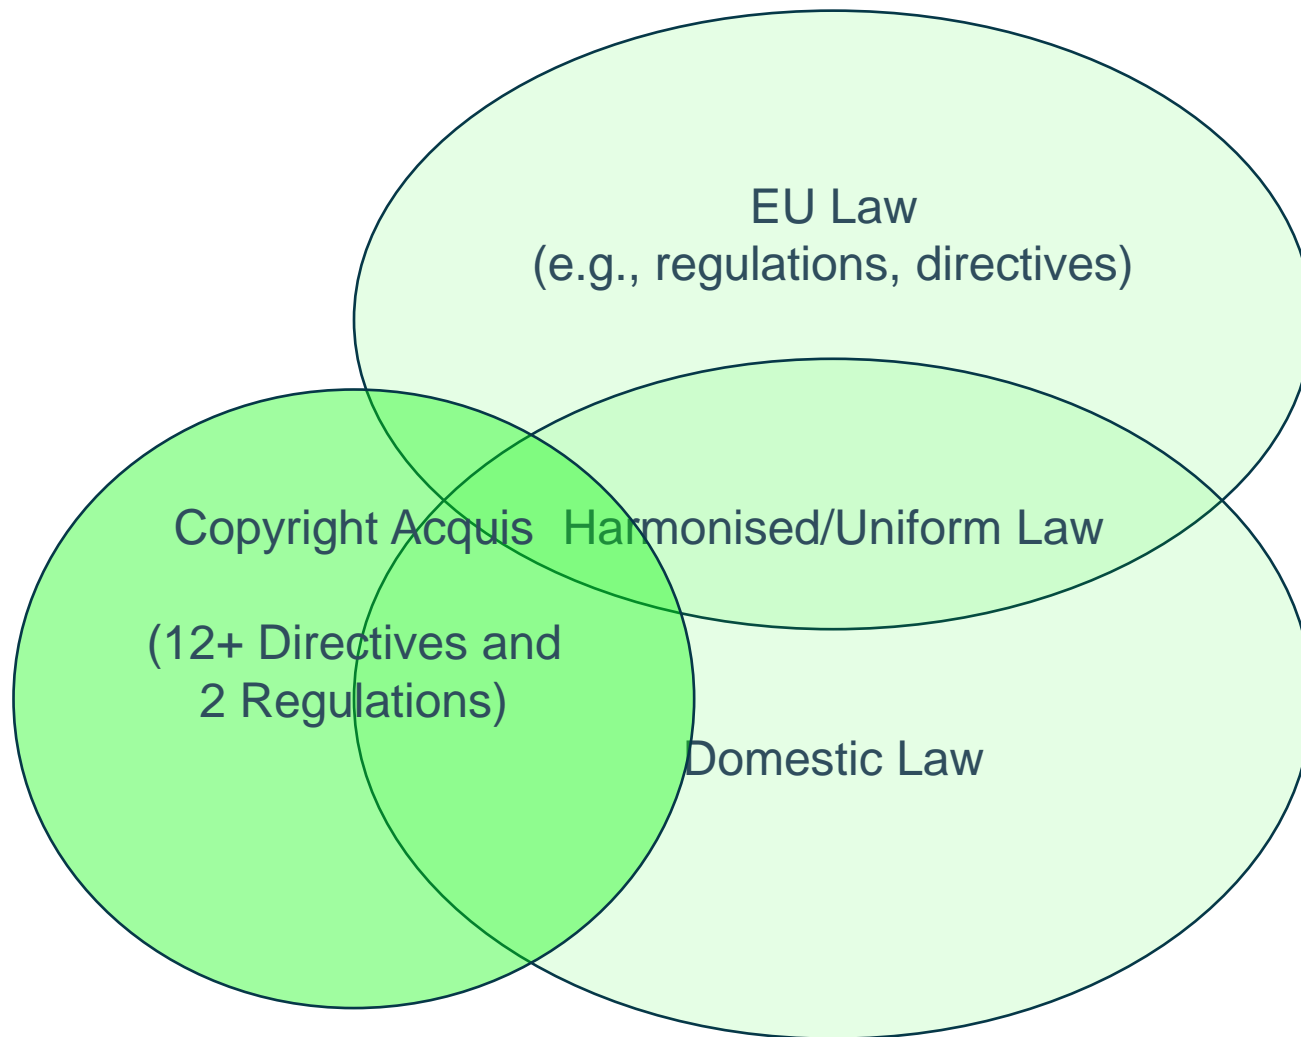 EU Law
(e.g., regulations, directives)
Copyright Acquis
Harmonised/Uniform Law
(12+ Directives and
2 Regulations)
Domestic Law